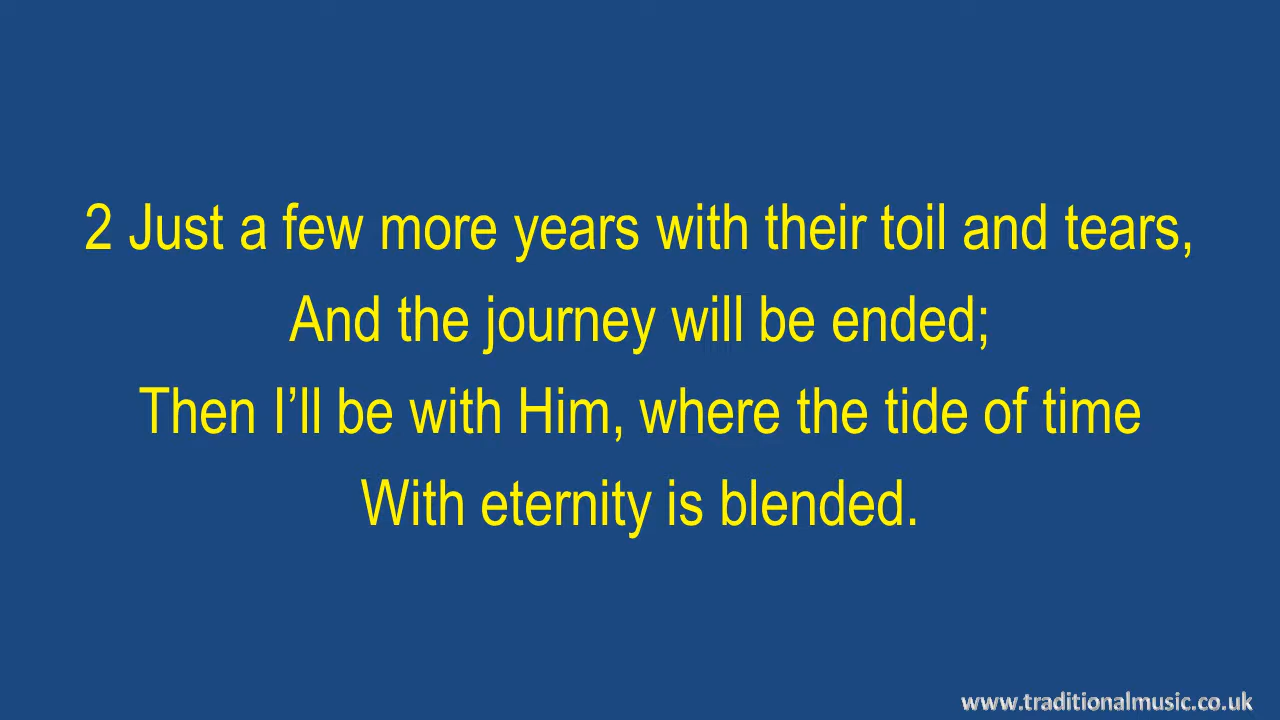 2 Just a few more years with their toil and tears,
And the journey will be ended;
Then I’ll be with Him, where the tide of time
With eternity is blended.
www.traditionalmusic.co.uk